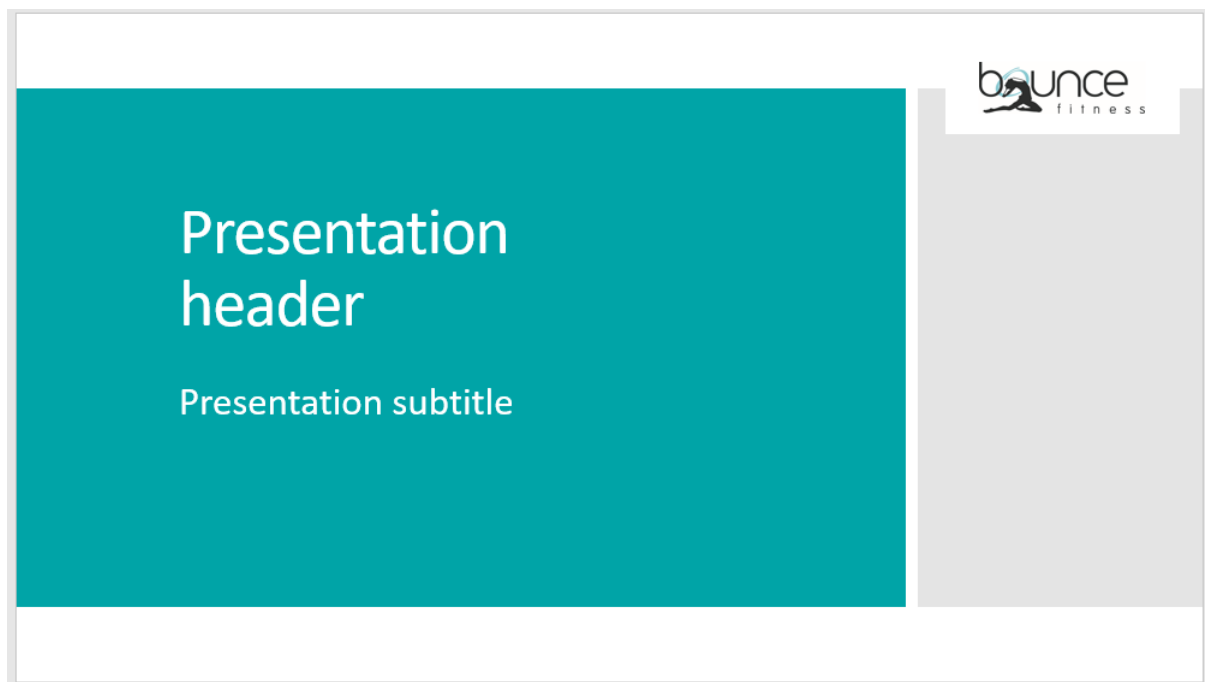 bounce
fitness
Presentation
header
Presentation subtitle